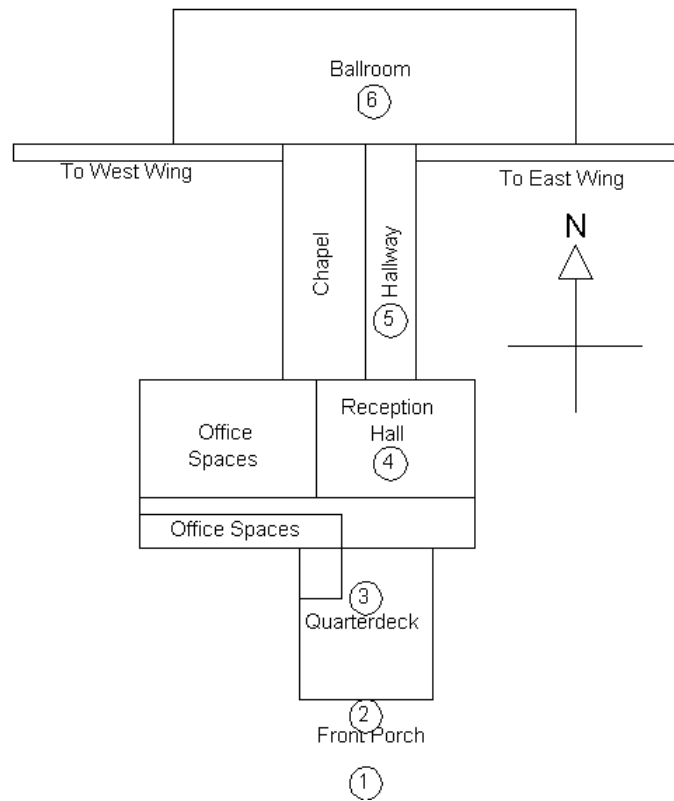 Ballroom
6
To West Wing
To East Wing
N
Chapel
Hallway
5
Reception
Hall
4
Office
Spaces
Office Spaces
3
Quarterdeck
2
Front Porch
1